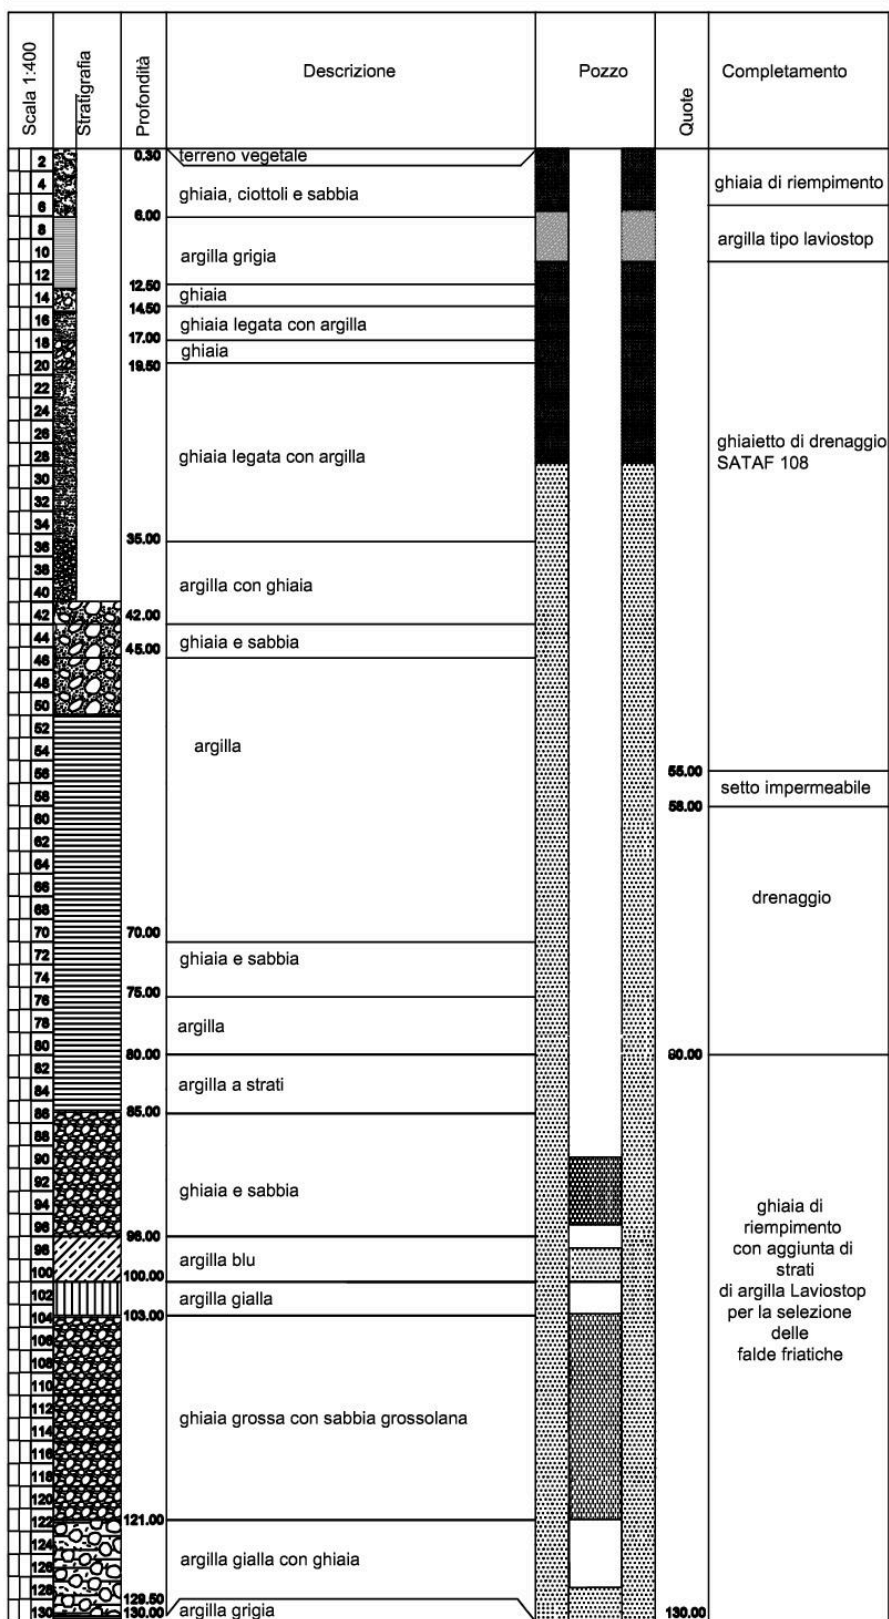 Scala 1:400
Stratigrafia
Profondità
Descrizione
Pozzo
Quote
Completamento
0.30
terreno vegetale
2
4
ghiaia, ciottoli e sabbia
ghiaia di riempimento
6
6.00
8
argilla tipo laviostop
10
argilla grigia
12
12.50
14
ghiaia
14.50
16
ghiaia legata con argilla
17.00
18
ghiaia
20
19.50
22
24
26
ghiaietto di drenaggio
28
ghiaia legata con argilla
SATAF 108
30
32
34
35.00
36
38
40
argilla con ghiaia
42
42.00
44
ghiaia e sabbia
45.00
46
48
50
52
54
argilla
56
55.00
58
setto impermeabile
58.00
60
62
64
66
68
drenaggio
70
70.00
72
ghiaia e sabbia
74
75.00
76
78
argilla
80
80.00
82
84
argilla a strati
86
85.00
88
90
92
ghiaia e sabbia
94
ghiaia di
96
riempimento
con aggiunta di
98
argilla blu
strati
100
100.00
di argilla Laviostop
102
argilla gialla
per la selezione
103.00
104
delle
106
falde friatiche
108
110
112
ghiaia grossa con sabbia grossolana
114
116
118
120
121.00
122
124
argilla gialla con ghiaia
126
128
129.50
130
130.00
argilla grigia
130.00